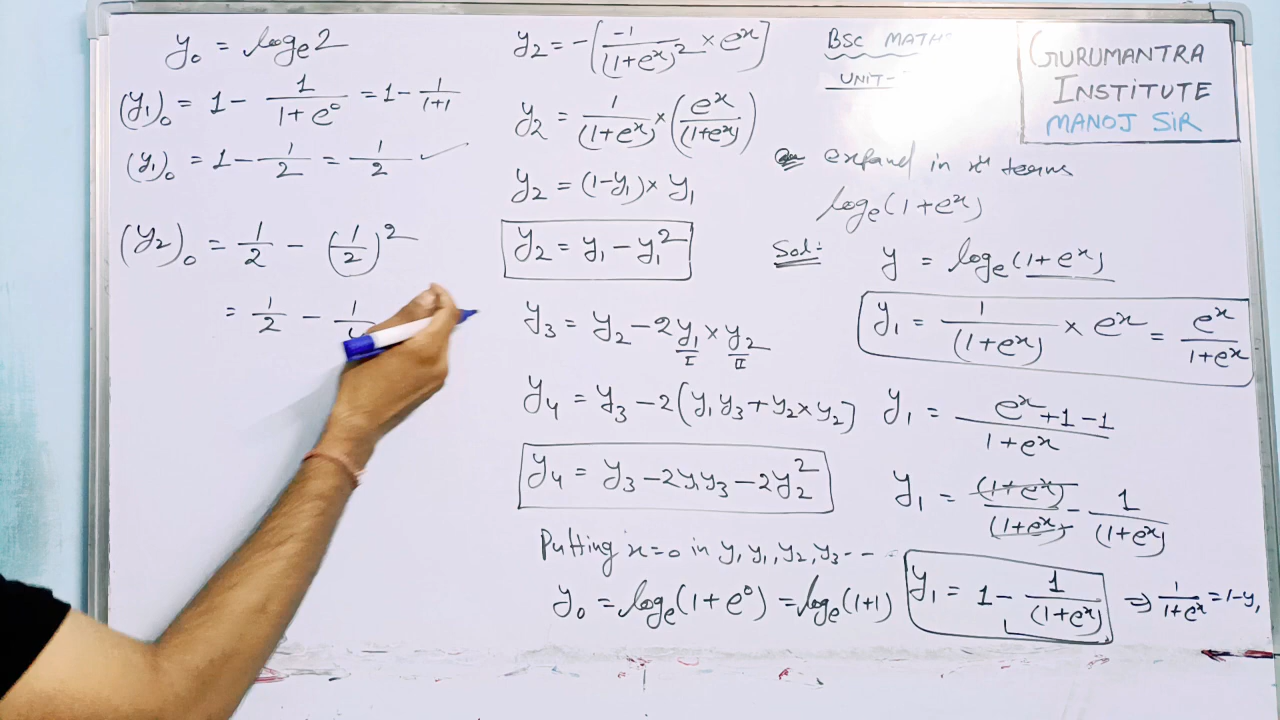 BSC MATHS
UNIT-
GURUMANTRA
INSTITUTE
MANOJ SIR
expand in xⁿ terms
logₑ(1+eˣ)
Sol:-
y = logₑ(1+eˣ)
y₁ = 1/(1+eˣ) × eˣ = eˣ/1+eˣ
y₁ = eˣ+1-1/1+eˣ
y₁ = (1+eˣ)/(1+eˣ) - 1/(1+eˣ)
y₁ = 1 - 1/(1+eˣ) ⇒ 1/1+eˣ = 1-y₁
y₂ = -[-1/(1+eˣ)² × eˣ]
y₂ = 1/(1+eˣ) × (eˣ/(1+eˣ))
y₂ = (1-y₁) × y₁
y₂ = y₁ - y₁²
y₃ = y₂ - 2y₁ × y₂
I II
y₄ = y₃ - 2(y₁y₃ + y₂×y₂)
y₄ = y₃ - 2y₁y₃ - 2y₂²
Putting x=0 in y, y₁, y₂, y₃ ---
y₀ = logₑ(1+e⁰) = logₑ(1+1)
y₀ = logₑ2
(y₁)₀ = 1 - 1/1+e⁰ = 1 - 1/1+1
(y₁)₀ = 1 - 1/2 = 1/2
(y₂)₀ = 1/2 - (1/2)²
= 1/2 - 1/